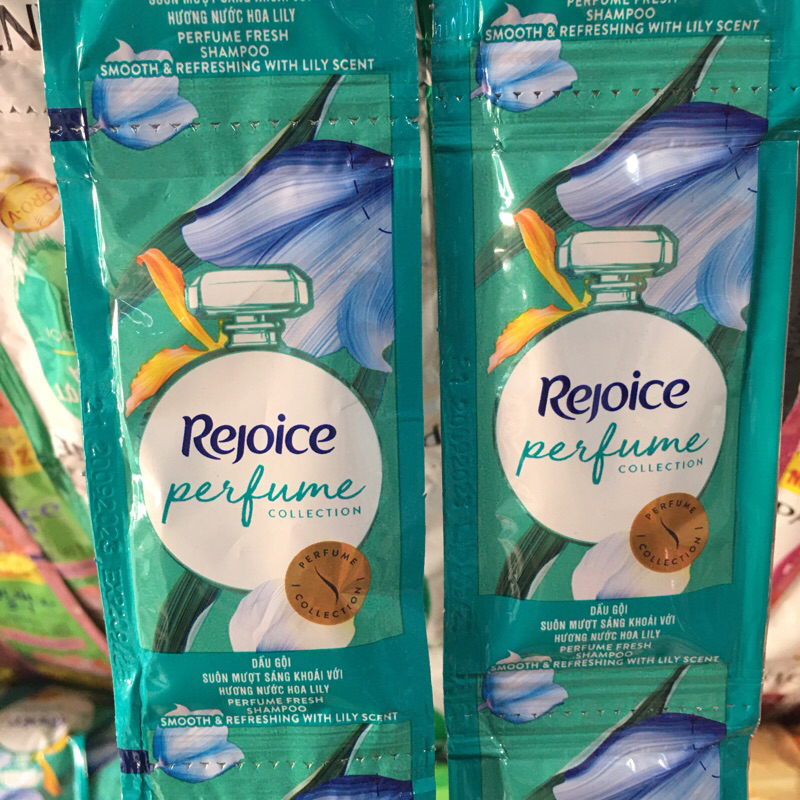 HƯƠNG NƯỚC HOA LILY
PERFUME FRESH
SHAMPOO
SMOOTH & REFRESHING WITH LILY SCENT
Rejoice
perfume
COLLECTION
PERFUME
COLLECTION
DẦU GỘI
SUÔN MƯỢT SẢNG KHOÁI VỚI
HƯƠNG NƯỚC HOA LILY
PERFUME FRESH
SHAMPOO
SMOOTH & REFRESHING WITH LILY SCENT
PERFUME FRESH
SHAMPOO
SMOOTH & REFRESHING WITH LILY SCENT
Rejoice
perfume
COLLECTION
PERFUME
COLLECTION
DẦU GỘI
SUÔN MƯỢT SẢNG KHOÁI VỚI
HƯƠNG NƯỚC HOA LILY
PERFUME FRESH
SHAMPOO
SMOOTH & REFRESHING WITH LILY SCENT
PRO-V